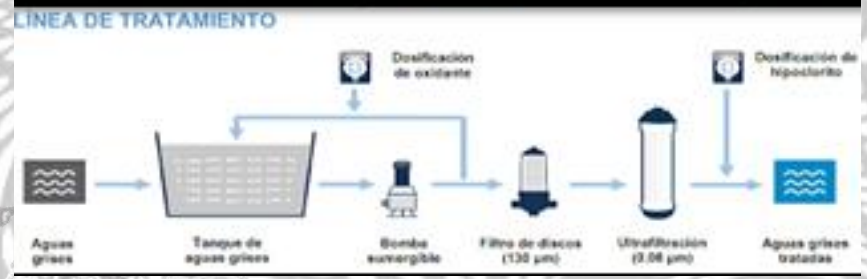 LÍNEA DE TRATAMIENTO
Dosificación
de oxidante
Dosificación de
hipoclorito
Aguas
grises
Tanque de
aguas grises
Bomba
sumergible
Filtro de discos
(130 µm)
Ultrafiltración
(0.08 µm)
Aguas grises
tratadas